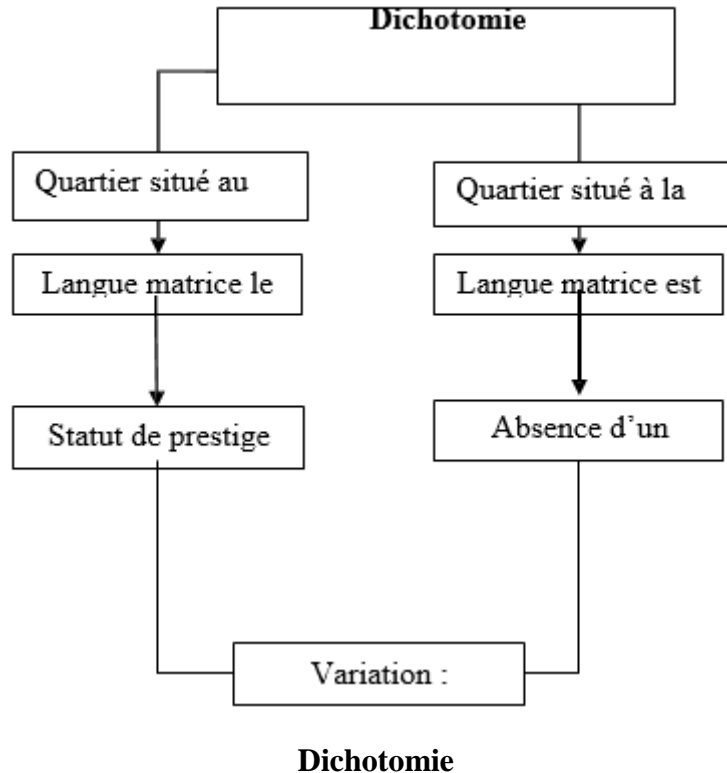 Dichotomie
Quartier situé au
Quartier situé à la
Langue matrice le
Langue matrice est
Statut de prestige
Absence d’un
Variation :
Dichotomie